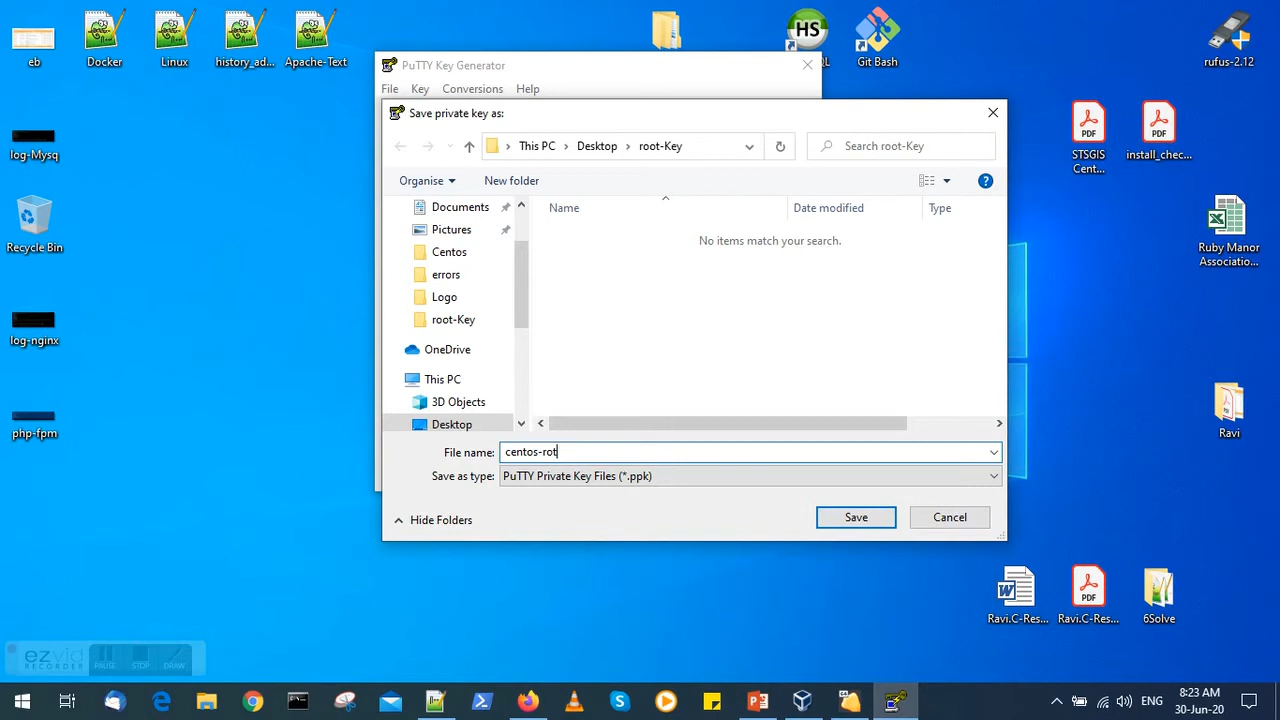 eb
Docker
Linux
history_ad...
Apache-Text
HS
Git Bash
rufus-2.12
log-Mysq
Recycle Bin
log-nginx
php-fpm
PDF
STSGIS
Cent...
PDF
install_chec...
Ruby Manor
Association...
Ravi
Ravi.C-Res...
PDF
Ravi.C-Res...
6Solve
PuTTY Key Generator
File Key Conversions Help
Save private key as:
This PC
Desktop
root-Key
Search root-Key
Organise
New folder
Documents
Pictures
Centos
errors
Logo
root-Key
OneDrive
This PC
3D Objects
Desktop
Name
Date modified
Type
No items match your search.
File name:
centos-rot
Save as type:
PuTTY Private Key Files (*.ppk)
Hide Folders
Save
Cancel
ezvid
RECORDER
PAUSE
STOP
DRAW
ENG
8:23 AM
30-Jun-20